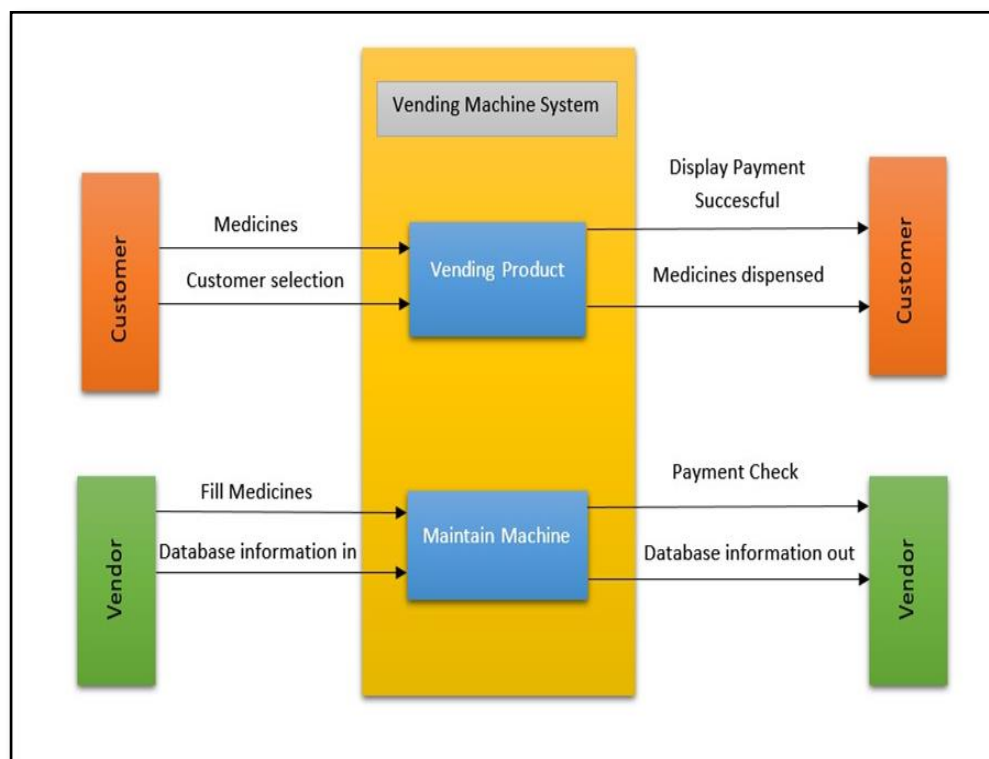 Vending Machine System
Customer
Medicines
Customer selection
Vending Product
Display Payment
Succescful
Medicines dispensed
Customer
Vendor
Fill Medicines
Database information in
Maintain Machine
Payment Check
Database information out
Vendor